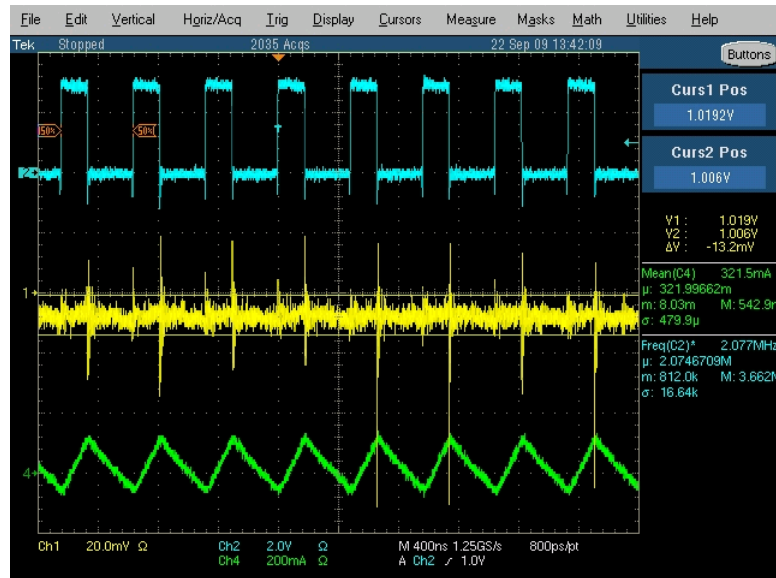 File Edit Vertical Horiz/Acq Trig Display Cursors Measure Masks Math Utilities Help
Tek Stopped 2035 Acqs 22 Sep 09 13:42:09
Buttons
Curs1 Pos
1.0192V
Curs2 Pos
1.006V
50% 50%
2
V1 : 1.019V
V2 : 1.006V
ΔV : -13.2mV
Mean(C4) 321.5mA
μ: 321.99662m
1
m: 8.03m M: 542.9m
σ: 479.9μ
Freq(C2)* 2.077MHz
μ: 2.0746709M
m: 812.0k M: 3.662M
σ: 16.64k
4
Ch1 20.0mV Ω Ch2 2.0V Ω M 400ns 1.25GS/s 800ps/pt
Ch4 200mA Ω A Ch2 ⁄ 1.0V